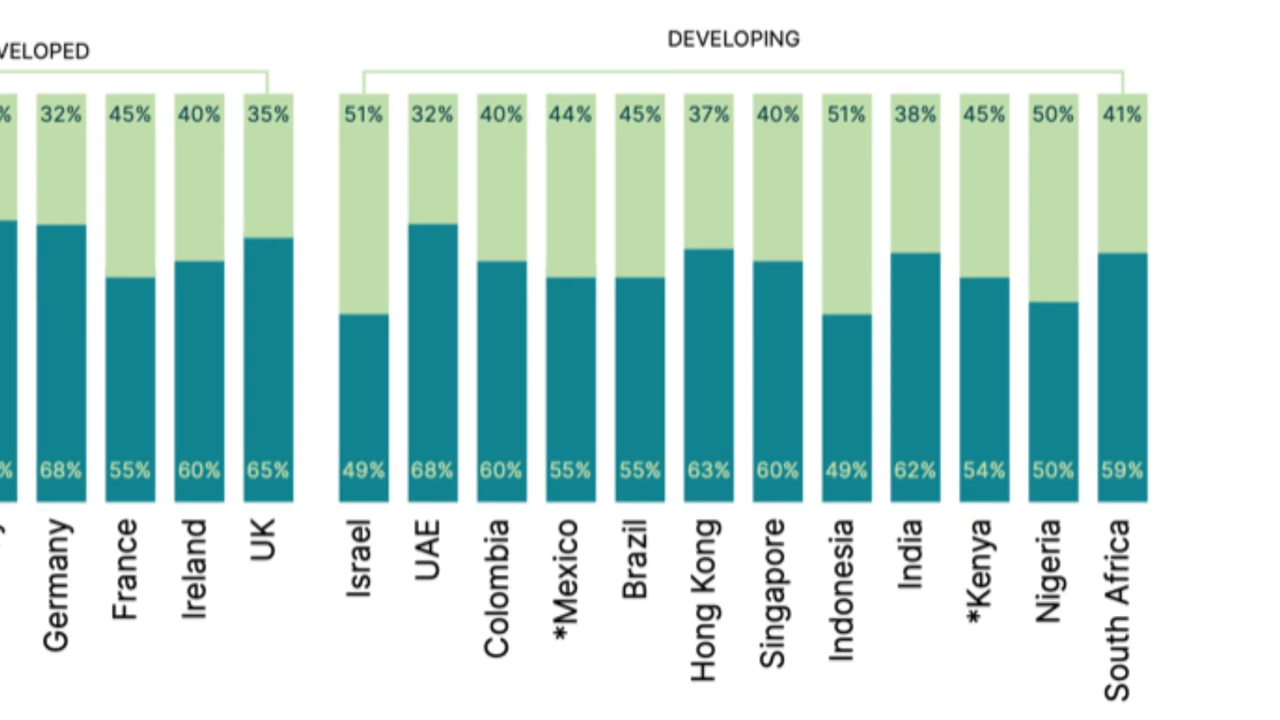 VELOPED
DEVELOPING
% 32% 45% 40% 35% 51% 32% 40% 44% 45% 37% 40% 51% 38% 45% 50% 41%
% 68% 55% 60% 65% 49% 68% 60% 55% 55% 63% 60% 49% 62% 54% 50% 59%
Germany
France
Ireland
UK
Israel
UAE
Colombia
*Mexico
Brazil
Hong Kong
Singapore
Indonesia
India
*Kenya
Nigeria
South Africa